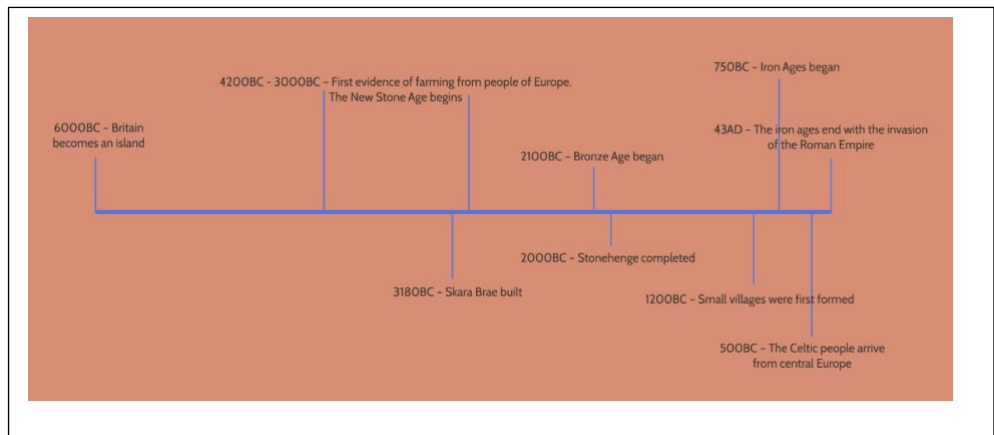 750BC – Iron Ages began
4200BC - 3000BC – First evidence of farming from people of Europe.
The New Stone Age begins
6000BC – Britain
becomes an island
43AD – The iron ages end with the invasion
of the Roman Empire
2100BC – Bronze Age began
2000BC – Stonehenge completed
3180BC – Skara Brae built
1200BC – Small villages were first formed
500BC – The Celtic people arrive
from central Europe